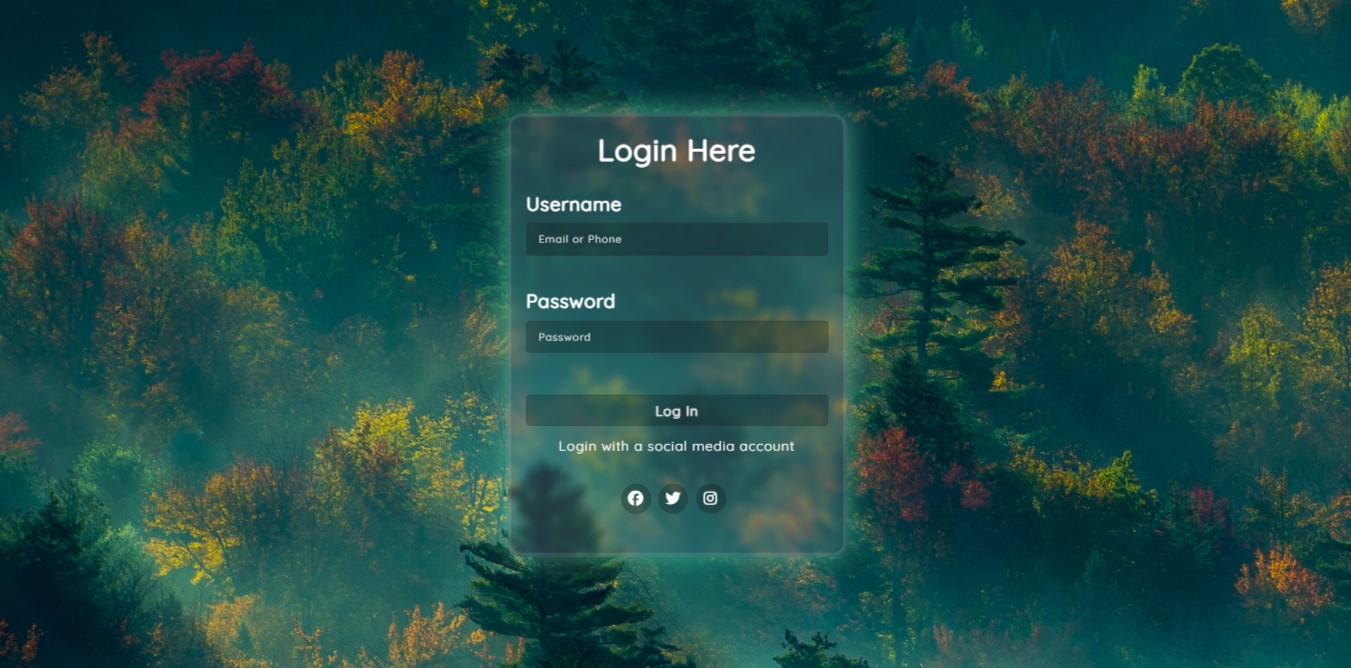 Login Here
Username
Email or Phone
Password
Password
Log In
Login with a social media account